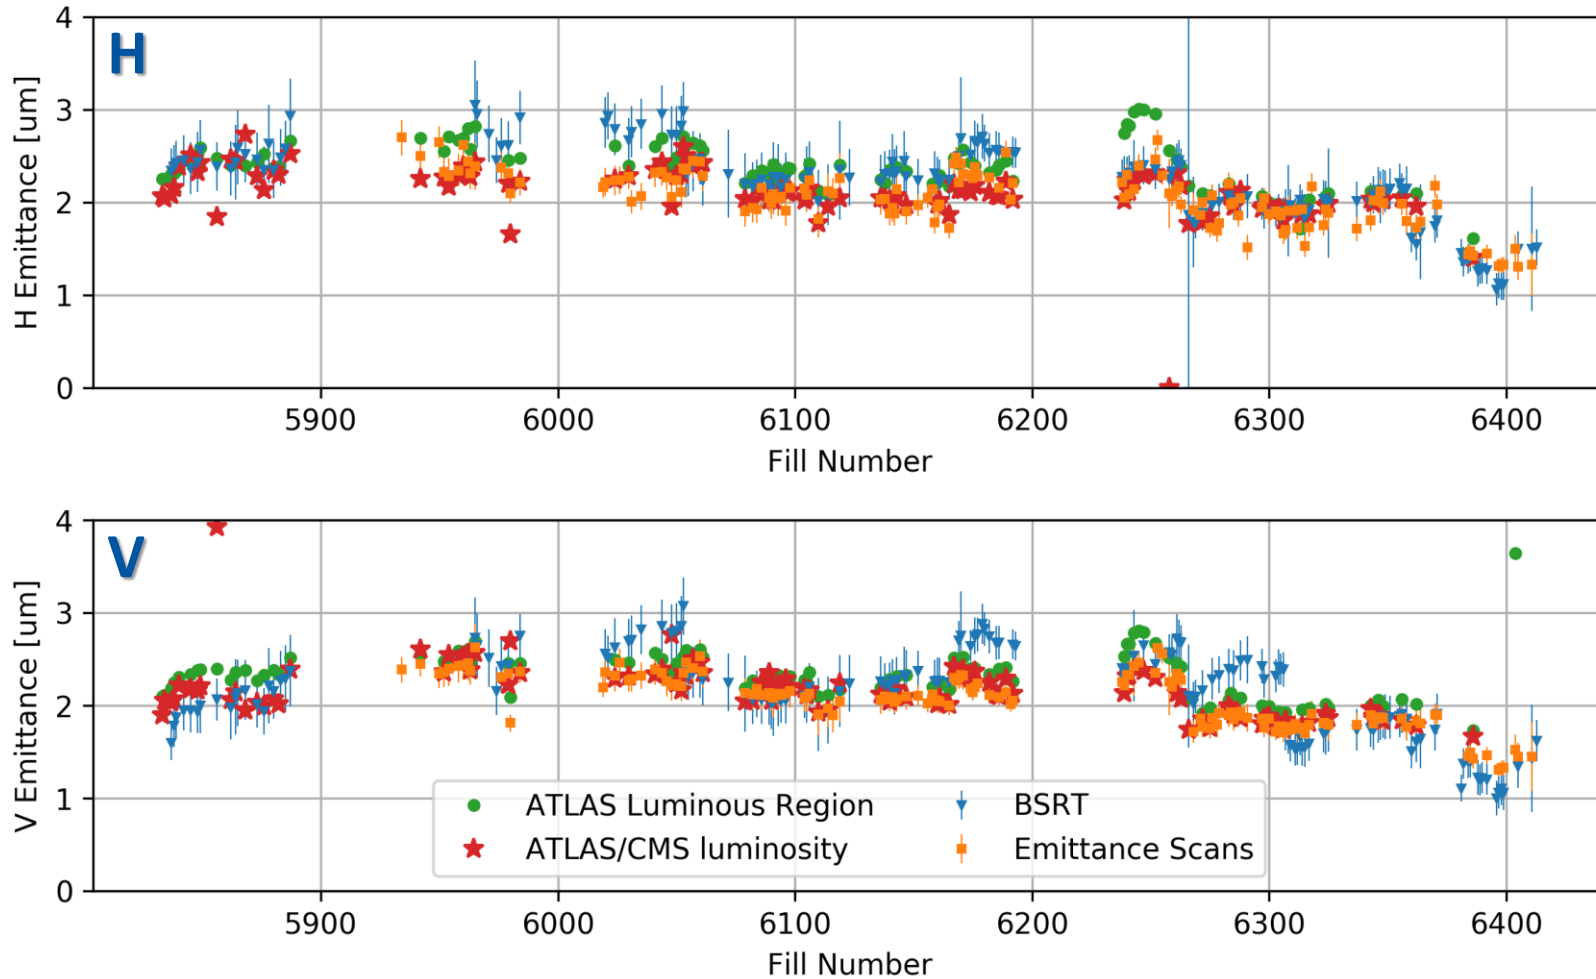 H
4
3
2
1
0
H Emittance [um]
5900 6000 6100 6200 6300 6400
Fill Number
V
4
3
2
1
0
V Emittance [um]
ATLAS Luminous Region BSRT
ATLAS/CMS luminosity Emittance Scans
5900 6000 6100 6200 6300 6400
Fill Number